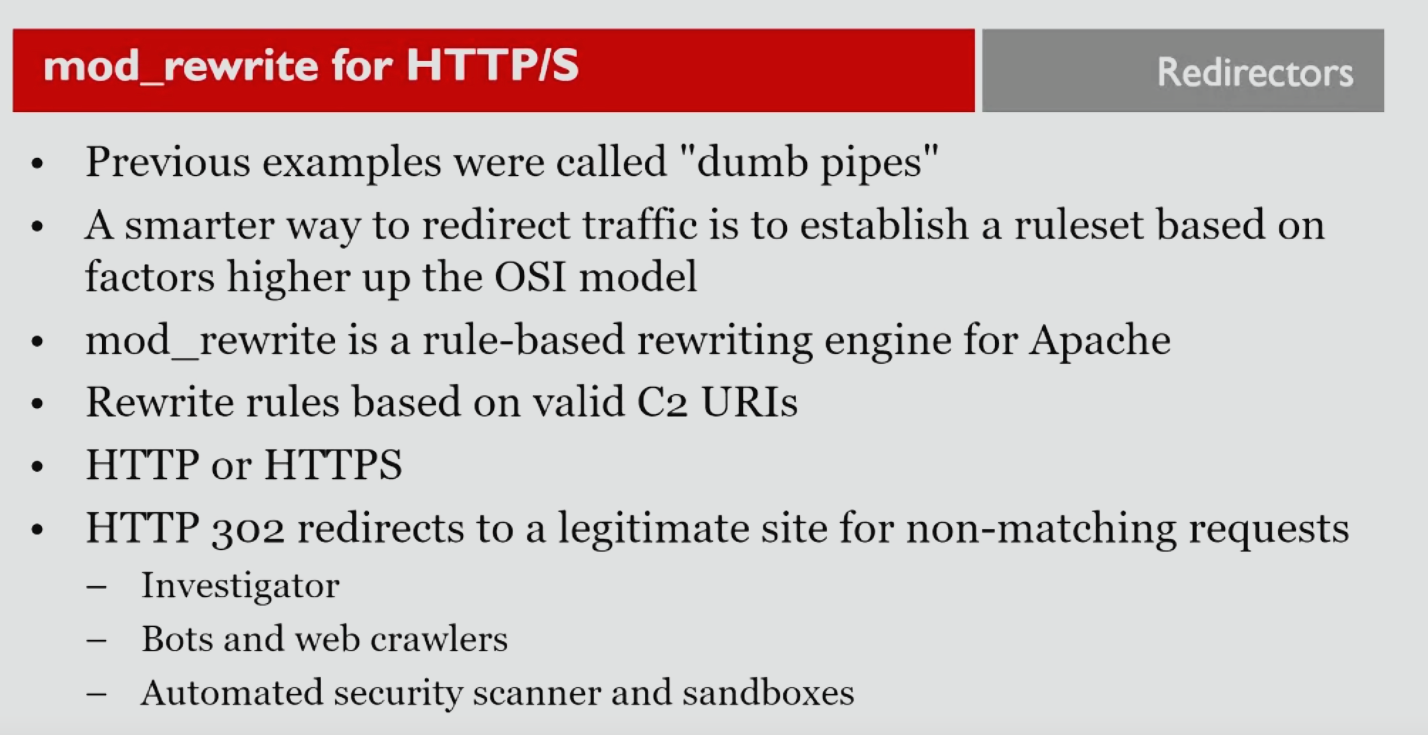 mod_rewrite for HTTP/S
Redirectors
• Previous examples were called "dumb pipes"
• A smarter way to redirect traffic is to establish a ruleset based on
factors higher up the OSI model
• mod_rewrite is a rule-based rewriting engine for Apache
• Rewrite rules based on valid C2 URIs
• HTTP or HTTPS
• HTTP 302 redirects to a legitimate site for non-matching requests
– Investigator
– Bots and web crawlers
– Automated security scanner and sandboxes